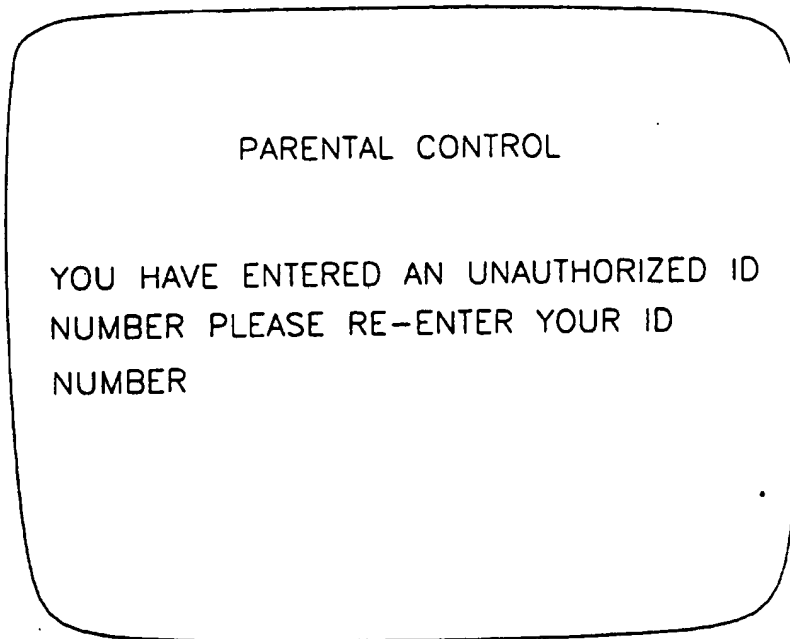 PARENTAL CONTROL
YOU HAVE ENTERED AN UNAUTHORIZED ID
NUMBER PLEASE RE-ENTER YOUR ID
NUMBER